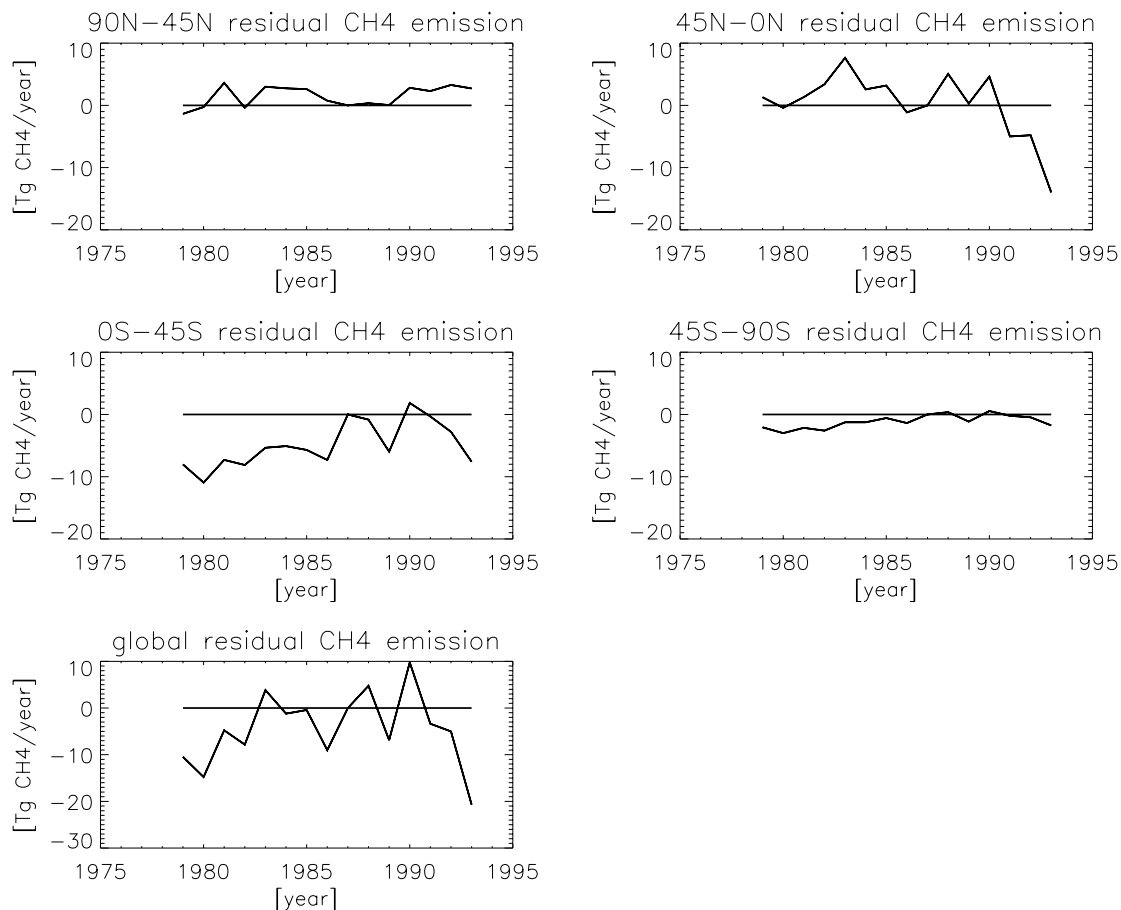 90N-45N residual CH4 emission
[Tg CH4/year]
10
0
-10
-20
1975 1980 1985 1990 1995
[year]
45N-0N residual CH4 emission
[Tg CH4/year]
10
0
-10
-20
1975 1980 1985 1990 1995
[year]
0S-45S residual CH4 emission
[Tg CH4/year]
10
0
-10
-20
1975 1980 1985 1990 1995
[year]
45S-90S residual CH4 emission
[Tg CH4/year]
10
0
-10
-20
1975 1980 1985 1990 1995
[year]
global residual CH4 emission
[Tg CH4/year]
10
0
-10
-20
-30
1975 1980 1985 1990 1995
[year]